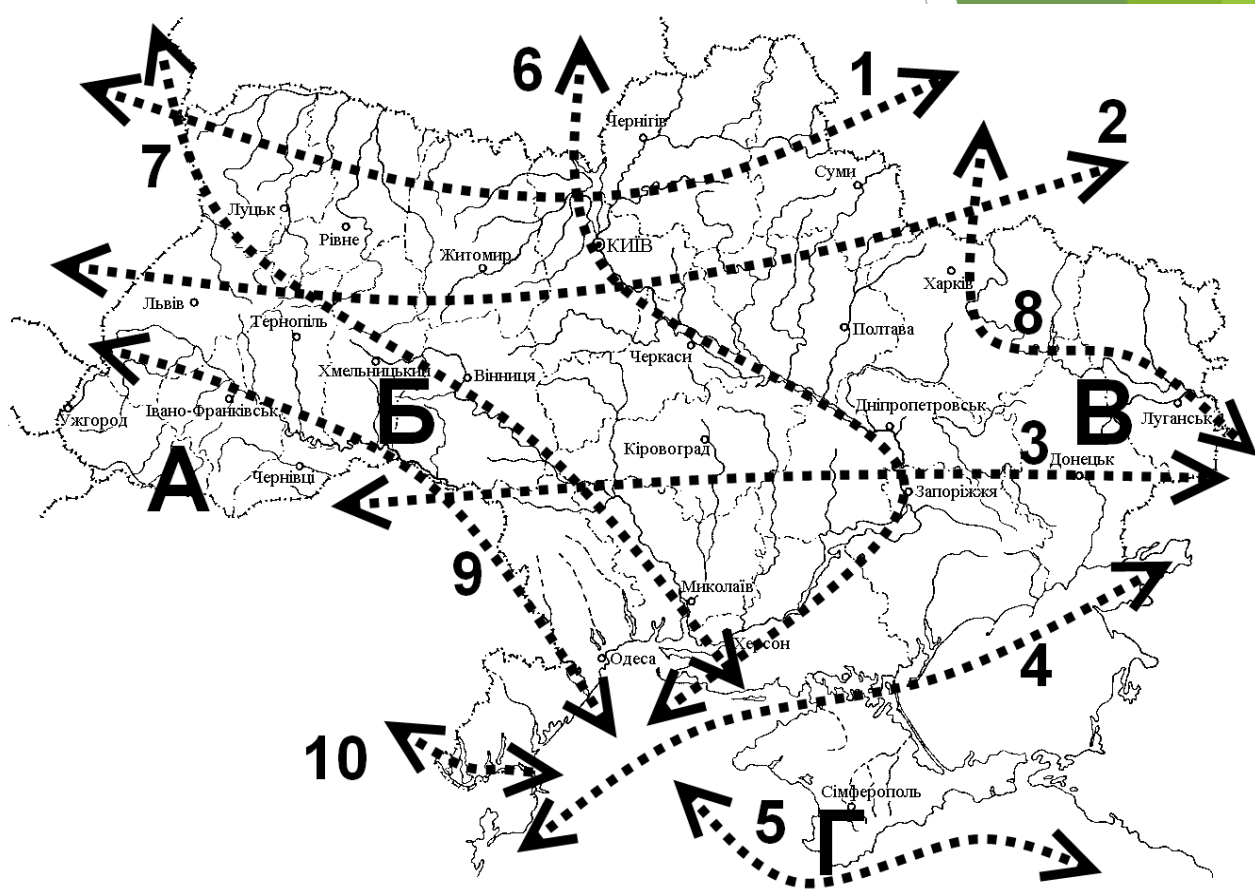 6
1
2
Чернігів
7
Суми
Луцьк
Рівне
КИЇВ
Житомир
Харків
Львів
8
Тернопіль
Полтава
Черкаси
Хмельницький
Вінниця
Б
В
Івано-Франківськ
Ужгород
Дніпропетровськ
Луганськ
Кіровоград
3
Донецьк
А
Чернівці
Запоріжжя
9
Миколаїв
Херсон
Одеса
4
10
Сімферополь
5
Г